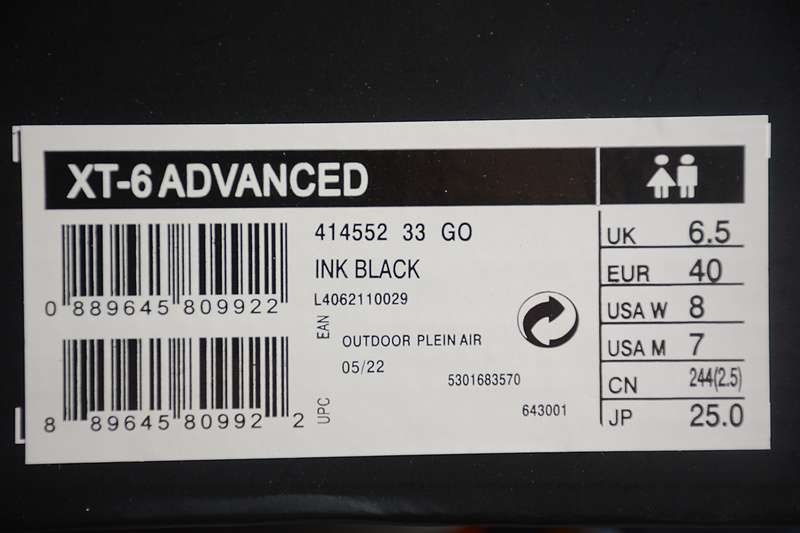 XT-6 ADVANCED
0 889645 809922
8 89645 80992 2
EAN
UPC
414552 33 GO
INK BLACK
L4062110029
OUTDOOR PLEIN AIR
05/22
5301683570
643001
UK 6.5
EUR 40
USA W 8
USA M 7
CN 244(2.5)
JP 25.0